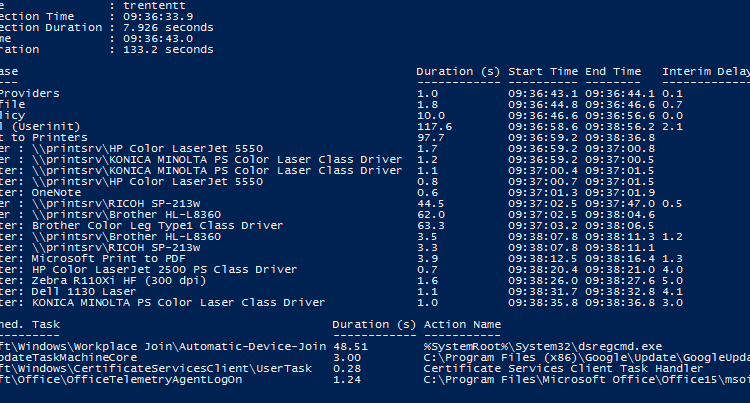 e : trententt
ection Time : 09:36:33.9
ection Duration : 7.926 seconds
me : 09:36:43.0
ration : 133.2 seconds
ase Duration (s) Start Time End Time Interim Delay
---- ------------ ---------- -------- -------------
Providers 1.0 09:36:43.1 09:36:44.1 0.1
file 1.8 09:36:44.8 09:36:46.6 0.7
licy 10.0 09:36:46.6 09:36:56.6 0.0
l (Userinit) 117.6 09:36:58.6 09:38:56.2 2.1
t to Printers 97.7 09:36:59.2 09:38:36.8
er : \\printsrv\HP Color LaserJet 5550 1.7 09:36:59.2 09:37:00.8
er : \\printsrv\KONICA MINOLTA PS Color Laser Class Driver 1.2 09:36:59.2 09:37:00.5
ter: \\printsrv\KONICA MINOLTA PS Color Laser Class Driver 1.1 09:37:00.4 09:37:01.5
ter: \\printsrv\HP Color LaserJet 5550 0.8 09:37:00.7 09:37:01.5
ter: OneNote 0.6 09:37:01.3 09:37:01.9
er : \\printsrv\RICOH SP-213w 44.5 09:37:02.5 09:37:47.0 0.5
er : \\printsrv\Brother HL-L8360 62.0 09:37:02.5 09:38:04.6
ter: Brother Color Leg Type1 Class Driver 63.3 09:37:03.2 09:38:06.5
ter: \\printsrv\Brother HL-L8360 3.5 09:38:07.8 09:38:11.3 1.2
ter: \\printsrv\RICOH SP-213w 3.3 09:38:07.8 09:38:11.1
ter: Microsoft Print to PDF 3.9 09:38:12.5 09:38:16.4 1.3
ter: HP Color LaserJet 2500 PS Class Driver 0.7 09:38:20.4 09:38:21.0 4.0
ter: Zebra R110Xi HF (300 dpi) 1.6 09:38:26.0 09:38:27.6 5.0
ter: Dell 1130 Laser 1.1 09:38:31.7 09:38:32.8 4.1
ter: KONICA MINOLTA PS Color Laser Class Driver 1.0 09:38:35.8 09:38:36.8 3.0
ned. Task Duration (s) Action Name
--------- ------------ -----------
ft\Windows\Workplace Join\Automatic-Device-Join 48.51 %SystemRoot%\System32\dsregcmd.exe
pdateTaskMachineCore 3.00 C:\Program Files (x86)\Google\Update\GoogleUpda
ft\Windows\CertificateServicesClient\UserTask 0.28 Certificate Services Client Task Handler
ft\Office\OfficeTelemetryAgentLogOn 1.24 C:\Program Files\Microsoft Office\Office15\msoi